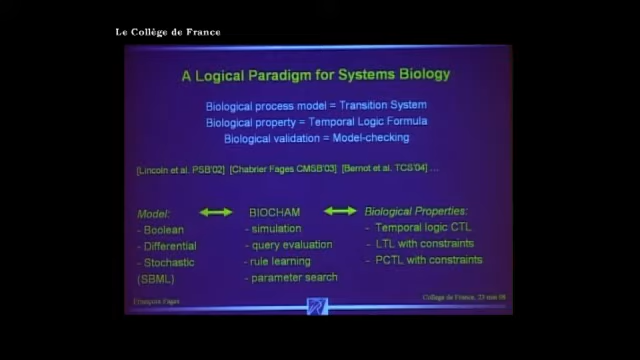 Le Collège de France
A Logical Paradigm for Systems Biology
Biological process model = Transition System
Biological property = Temporal Logic Formula
Biological validation = Model-checking
[Lincoln et al. PSB'02] [Chabrier Fages CMSB'03] [Bernot et al. TCS'04] ...
Model: BIOCHAM Biological Properties:
- Boolean - simulation - Temporal logic CTL
- Differential - query evaluation - LTL with constraints
- Stochastic - rule learning - PCTL with constraints
(SBML) - parameter search
François Fages College de France, 23 mai 08